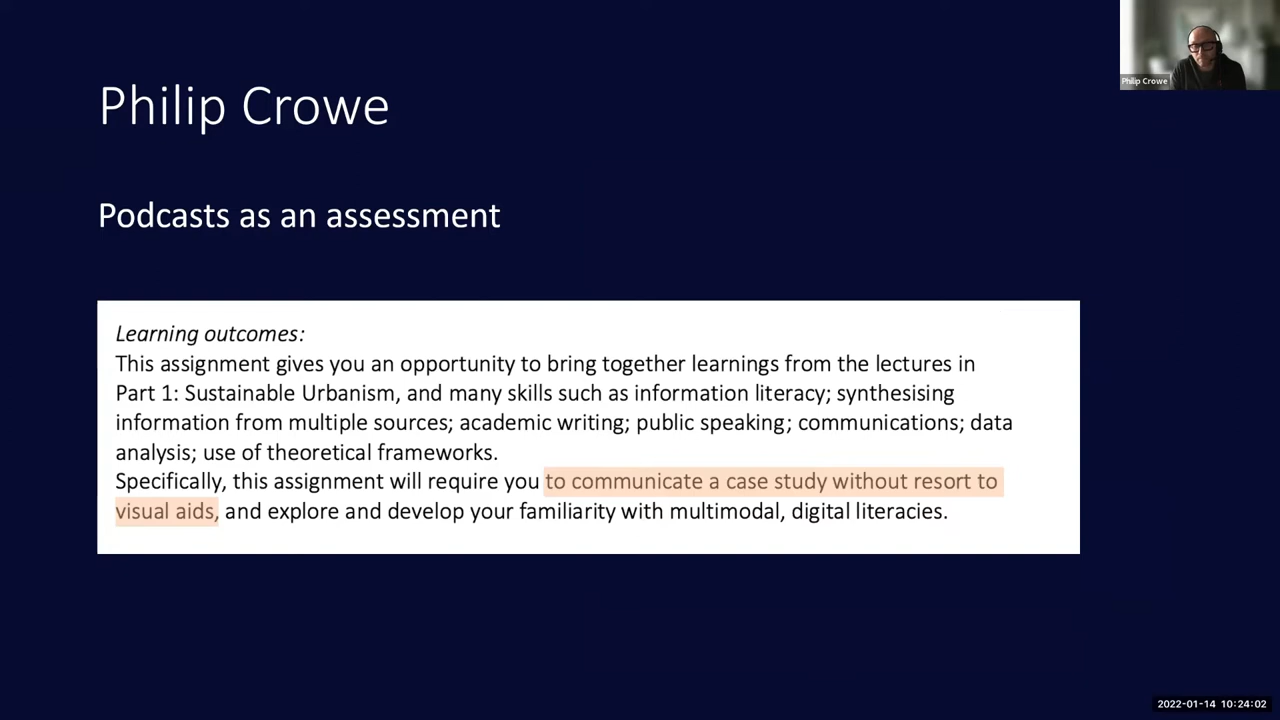 Philip Crowe
Philip Crowe
Podcasts as an assessment
Learning outcomes:
This assignment gives you an opportunity to bring together learnings from the lectures in
Part 1: Sustainable Urbanism, and many skills such as information literacy; synthesising
information from multiple sources; academic writing; public speaking; communications; data
analysis; use of theoretical frameworks.
Specifically, this assignment will require you to communicate a case study without resort to
visual aids, and explore and develop your familiarity with multimodal, digital literacies.
2022-01-14 10:24:02